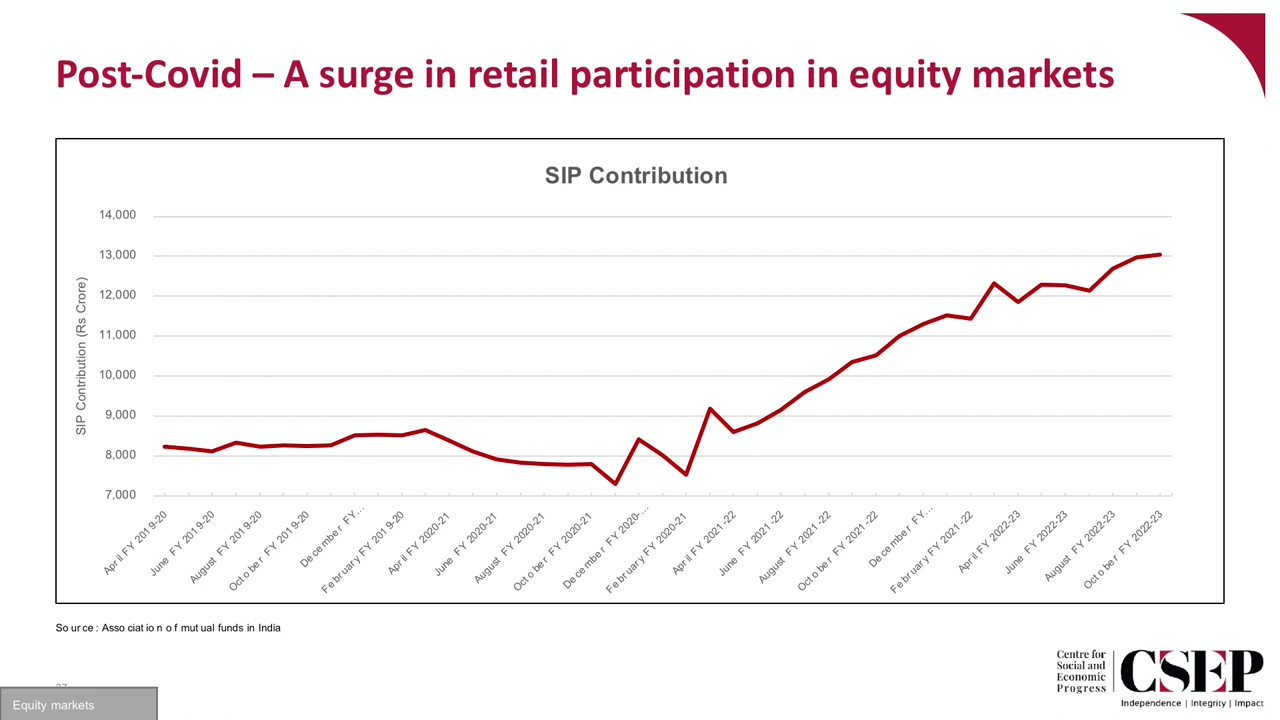 Post-Covid – A surge in retail participation in equity markets
SIP Contribution
SIP Contribution (Rs Crore)
14,000
13,000
12,000
11,000
10,000
9,000
8,000
7,000
April FY 2019-20
June FY 2019-20
August FY 2019-20
October FY 2019-20
December FY…
February FY 2019-20
April FY 2020-21
June FY 2020-21
August FY 2020-21
October FY 2020-21
December FY 2020-…
February FY 2020-21
April FY 2021-22
June FY 2021-22
August FY 2021-22
October FY 2021-22
December FY…
February FY 2021-22
April FY 2022-23
June FY 2022-23
August FY 2022-23
October FY 2022-23
Source: Association of mutual funds in India
Equity markets
Centre for
Social and
Economic
Progress
CSEP
Independence | Integrity | Impact